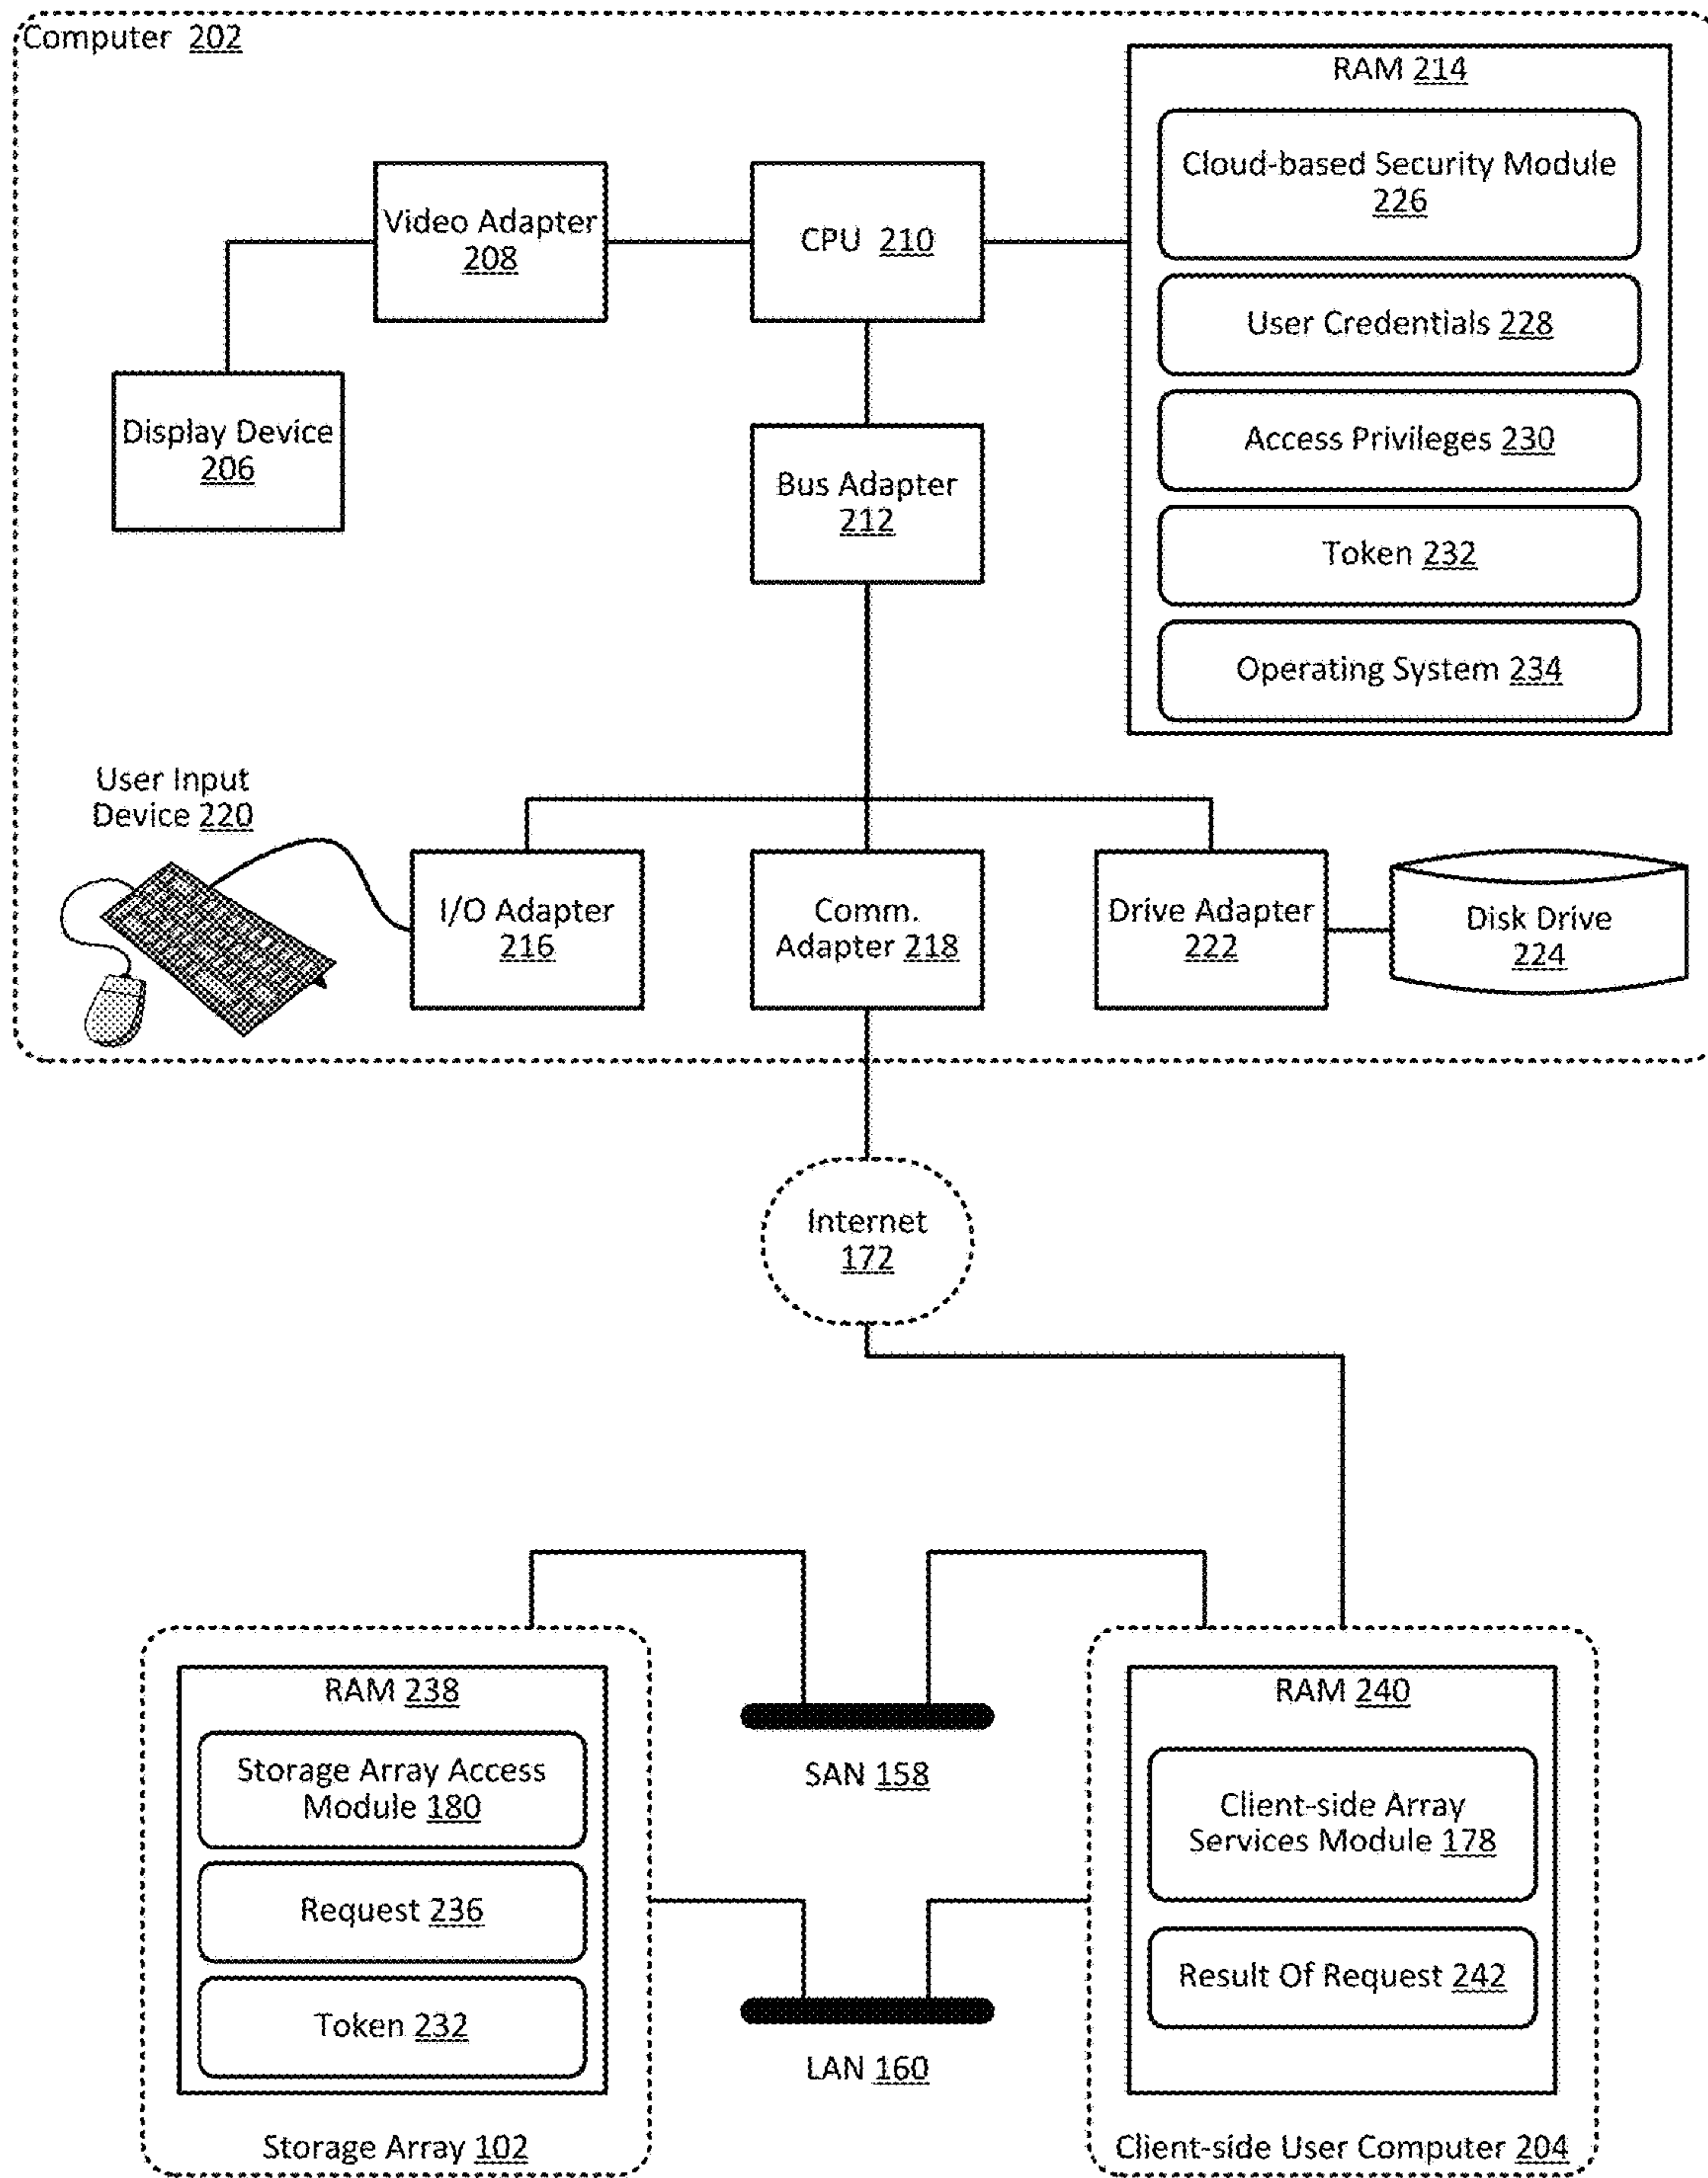 Computer 202
RAM 214
Cloud-based Security Module
226
Video Adapter
208
CPU 210
User Credentials 228
Display Device
206
Access Privileges 230
Bus Adapter
212
Token 232
Operating System 234
User Input
Device 220
I/O Adapter
216
Comm.
Adapter 218
Drive Adapter
222
Disk Drive
224
Internet
172
RAM 238
Storage Array Access
Module 180
Request 236
Token 232
Storage Array 102
SAN 158
LAN 160
RAM 240
Client-side Array
Services Module 178
Result Of Request 242
Client-side User Computer 204